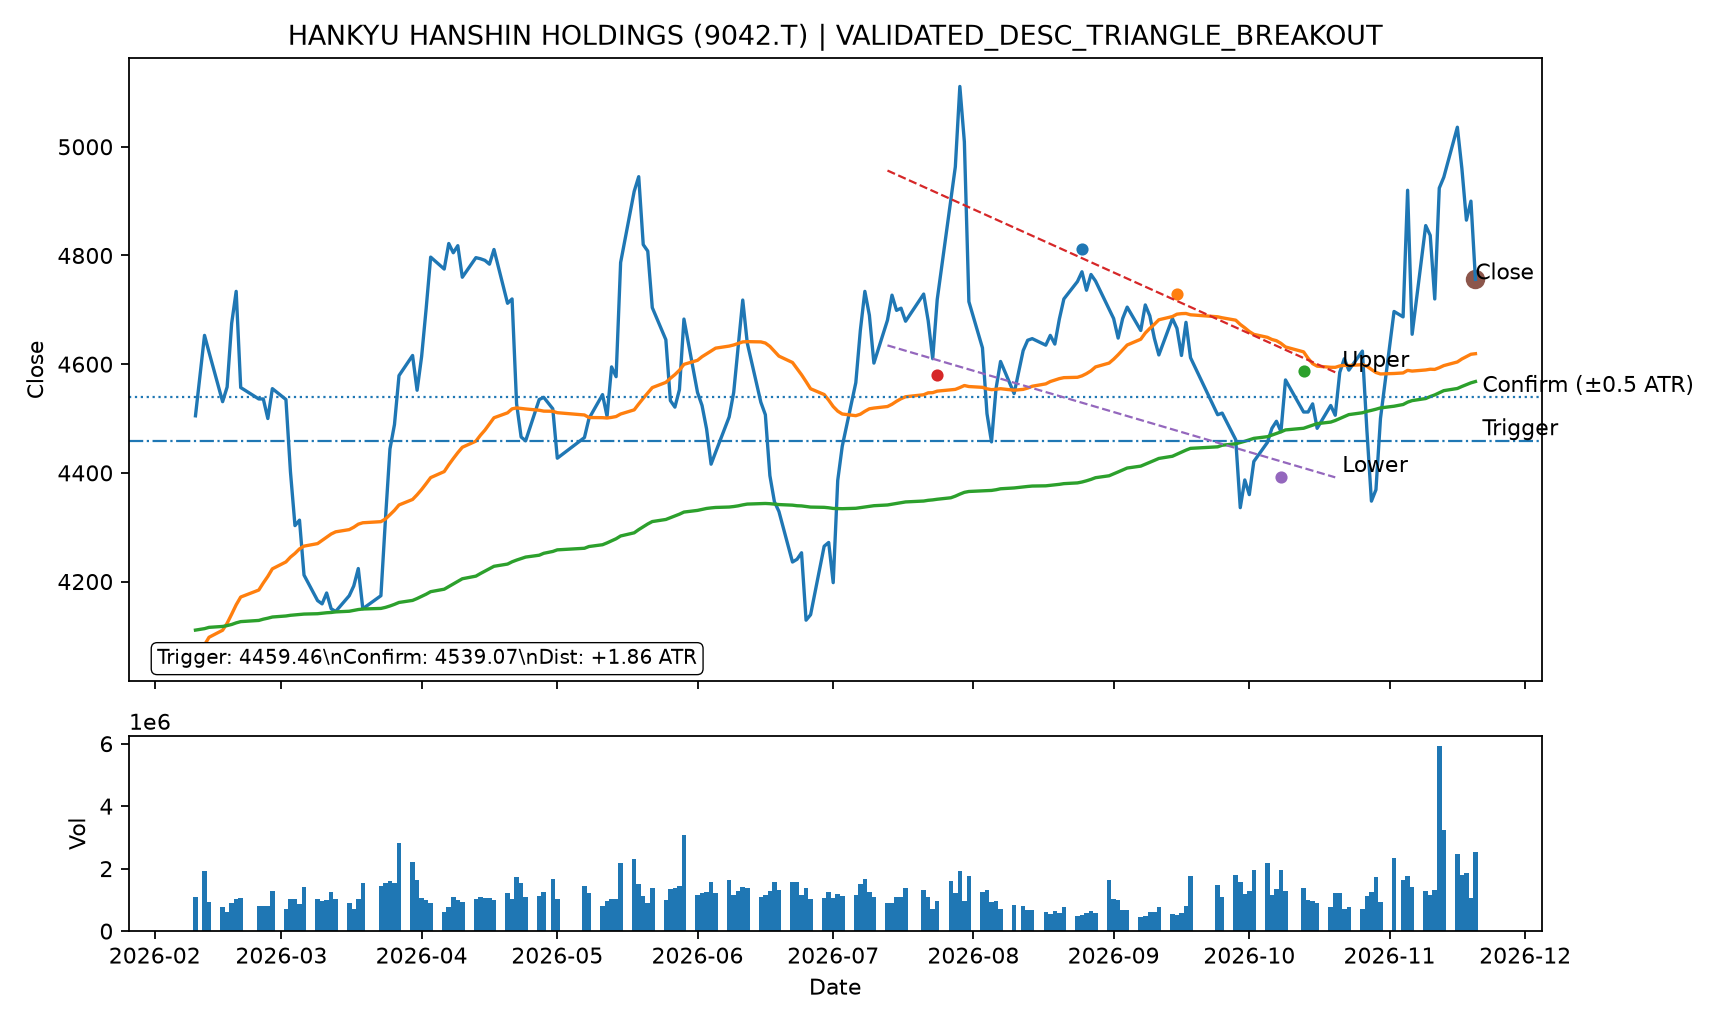 HANKYU HANSHIN HOLDINGS (9042.T) | VALIDATED_DESC_TRIANGLE_BREAKOUT
Close
5000
4800
4600
4400
4200
Close
Upper
Confirm (±0.5 ATR)
Trigger
Lower
Trigger: 4459.46\nConfirm: 4539.07\nDist: +1.86 ATR
1e6
Vol
6
4
2
0
2026-02 2026-03 2026-04 2026-05 2026-06 2026-07 2026-08 2026-09 2026-10 2026-11 2026-12
Date